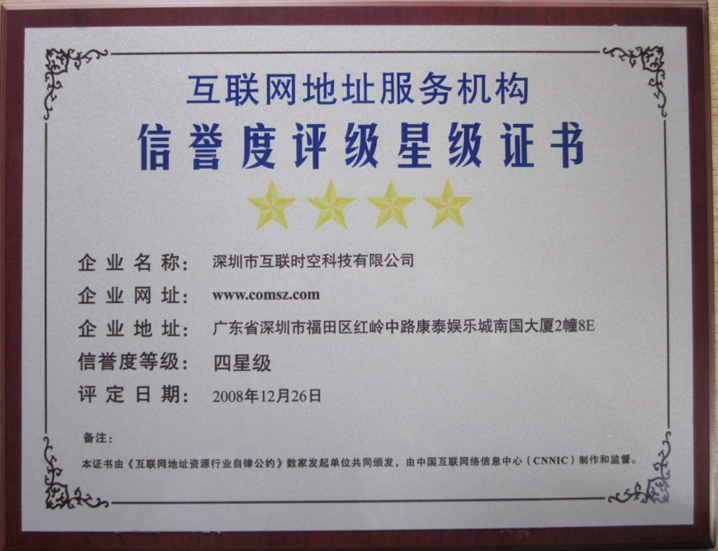 互联网地址服务机构
信誉度评级星级证书
企业名称： 深圳市互联时空科技有限公司
企业网址： www.comsz.com
企业地址： 广东省深圳市福田区红岭中路康泰娱乐城南国大厦2幢8E
信誉度等级： 四星级
评定日期： 2008年12月26日
备注：
本证书由《互联网地址资源行业自律公约》数家发起单位共同颁发，由中国互联网络信息中心（CNNIC）制作和监督。